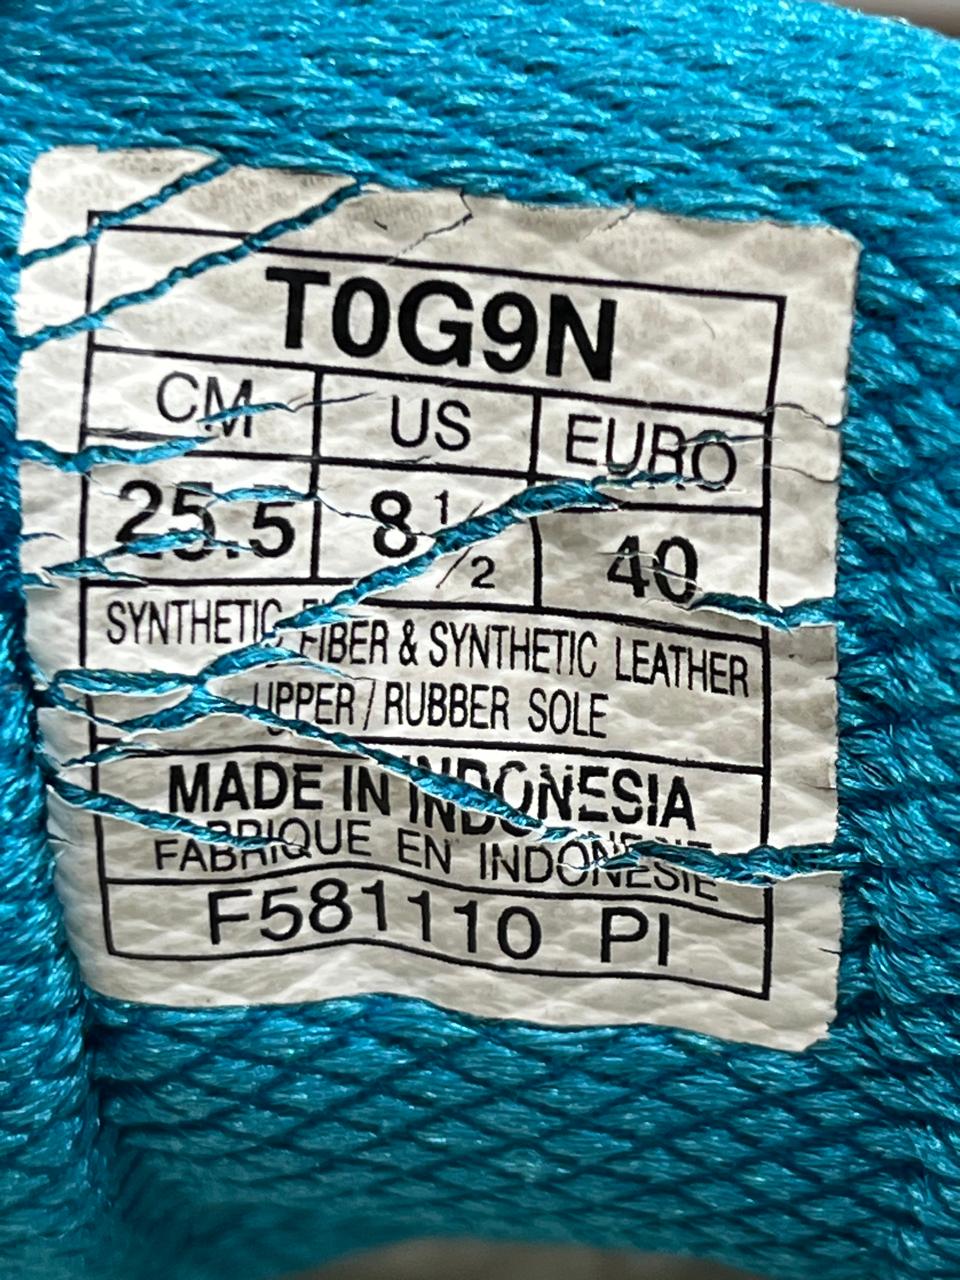 T0G9N
CM US EURO
25.5 8 1/2 40
SYNTHETIC FIBER & SYNTHETIC LEATHER
UPPER / RUBBER SOLE
MADE IN INDONESIA
FABRIQUE EN INDONESIE
F581110 PI